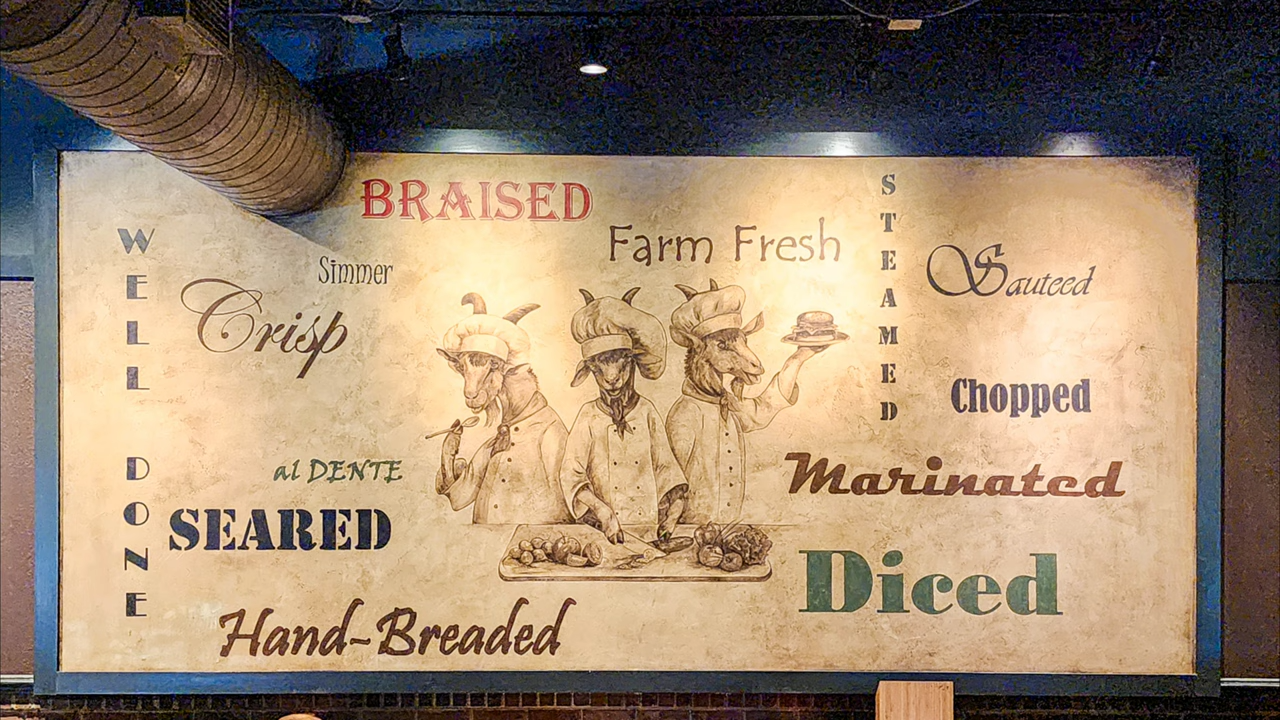 BRAISED
Farm Fresh
STEAMED
WELL DONE
Simmer
Crisp
Sauteed
Chopped
al DENTE
Marinated
SEARED
Diced
Hand-Breaded